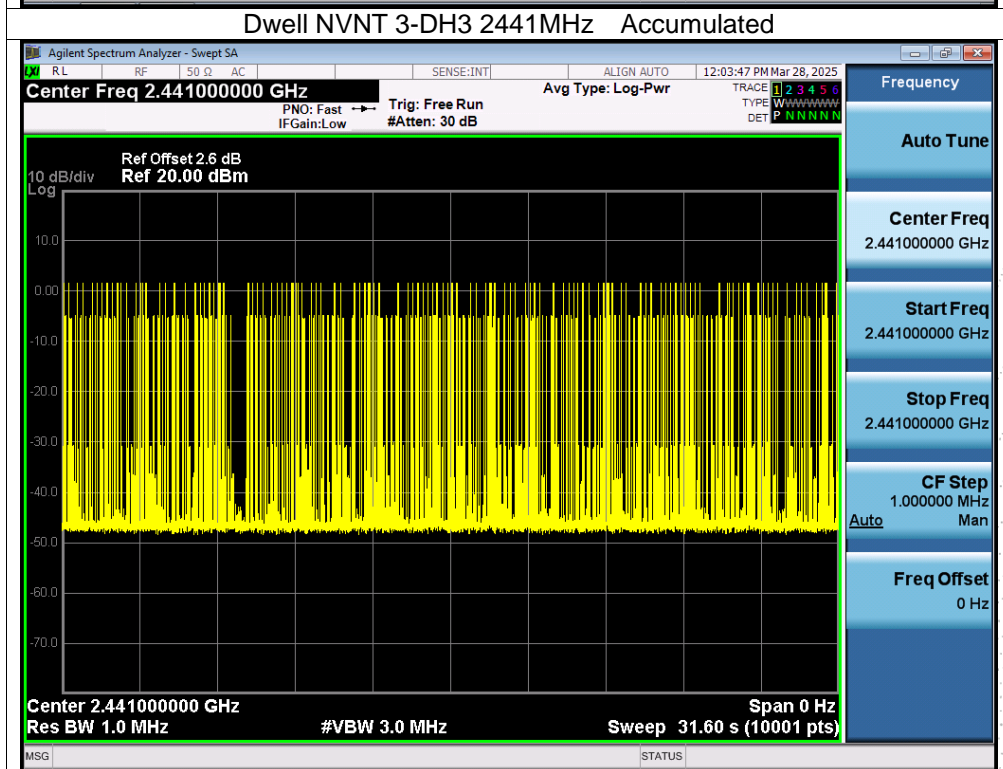 Dwell NVNT 3-DH3 2441MHz Accumulated
Agilent Spectrum Analyzer - Swept SA
LXI RL RF 50 Ω AC SENSE:INT ALIGN AUTO 12:03:47 PM Mar 28, 2025
Center Freq 2.441000000 GHz
PNO: Fast
IFGain:Low
Trig: Free Run
#Atten: 30 dB
Avg Type: Log-Pwr
TRACE 1 2 3 4 5 6
TYPE WWWWWWW
DET P N N N N N
Ref Offset 2.6 dB
10 dB/div Ref 20.00 dBm
Log
10.0
0.00
-10.0
-20.0
-30.0
-40.0
-50.0
-60.0
-70.0
Center 2.441000000 GHz Span 0 Hz
Res BW 1.0 MHz #VBW 3.0 MHz Sweep 31.60 s (10001 pts)
MSG STATUS
Frequency
Auto Tune
Center Freq
2.441000000 GHz
Start Freq
2.441000000 GHz
Stop Freq
2.441000000 GHz
CF Step
1.000000 MHz
Auto Man
Freq Offset
0 Hz